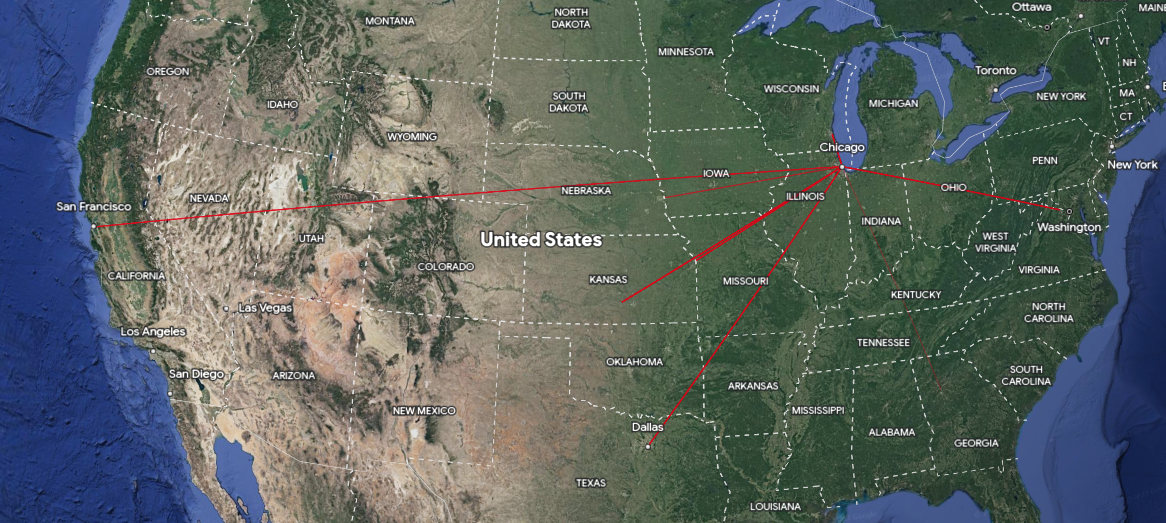 Ottawa
MAINE
MONTANA
NORTH
DAKOTA
MINNESOTA
VT
NH
OREGON
Toronto
WISCONSIN
SOUTH
DAKOTA
MICHIGAN
NEW YORK
MA
CT
IDAHO
WYOMING
Chicago
PENN
New York
IOWA
NEBRASKA
OHIO
NEVADA
San Francisco
ILLINOIS
INDIANA
Washington
UTAH
United States
WEST
VIRGINIA
COLORADO
CALIFORNIA
KANSAS
MISSOURI
VIRGINIA
KENTUCKY
Las Vegas
NORTH
CAROLINA
Los Angeles
TENNESSEE
OKLAHOMA
San Diego
ARIZONA
ARKANSAS
SOUTH
CAROLINA
NEW MEXICO
MISSISSIPPI
Dallas
ALABAMA
GEORGIA
TEXAS
LOUISIANA